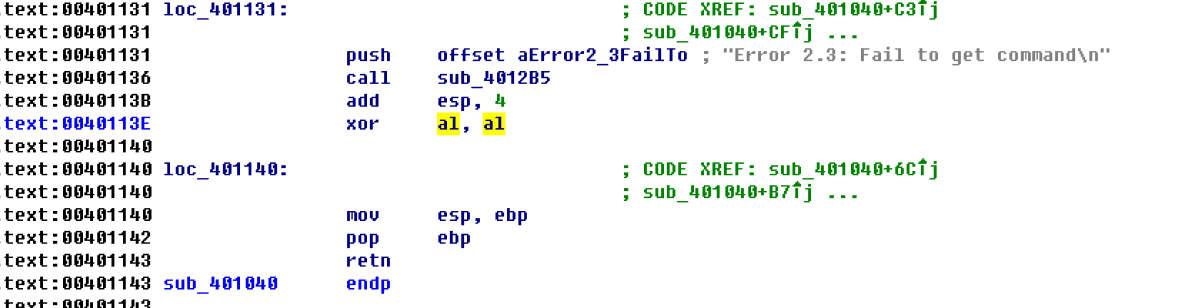 .text:00401131 loc_401131: ; CODE XREF: sub_401040+C3↑j
.text:00401131 ; sub_401040+CF↑j ...
.text:00401131 push offset aError2_3FailTo ; "Error 2.3: Fail to get command\n"
.text:00401136 call sub_4012B5
.text:0040113B add esp, 4
.text:0040113E xor al, al
.text:00401140
.text:00401140 loc_401140: ; CODE XREF: sub_401040+6C↑j
.text:00401140 ; sub_401040+B7↑j ...
.text:00401140 mov esp, ebp
.text:00401142 pop ebp
.text:00401143 retn
.text:00401143 sub_401040 endp
.text:00401143